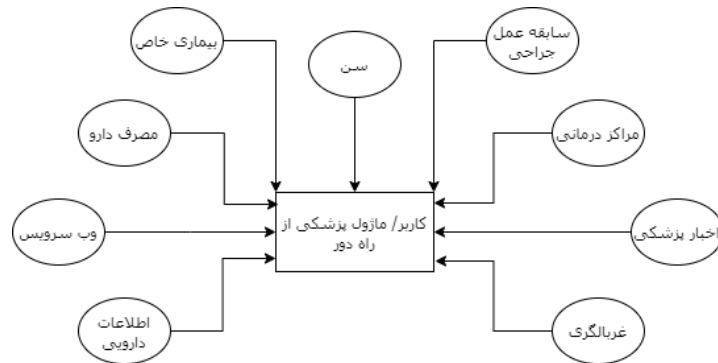 سابقه عمل
جراحی
سن
بیماری خاص
مراکز درمانی
مصرف دارو
کاربر/ ماژول پزشکی از
راه دور
اخبار پزشکی
وب سرویس
غربالگری
اطلاعات
دارویی